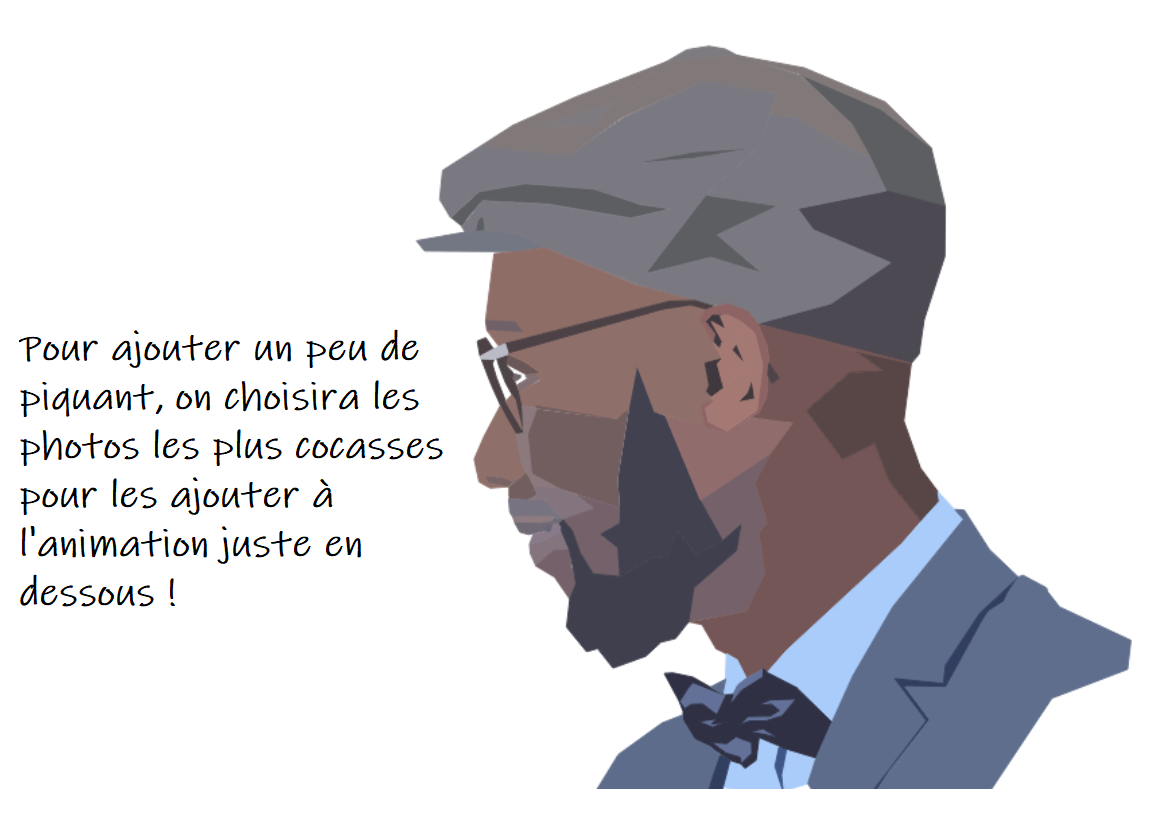 Pour ajouter un peu de
piquant, on choisira les
photos les plus cocasses
pour les ajouter à
l'animation juste en
dessous !